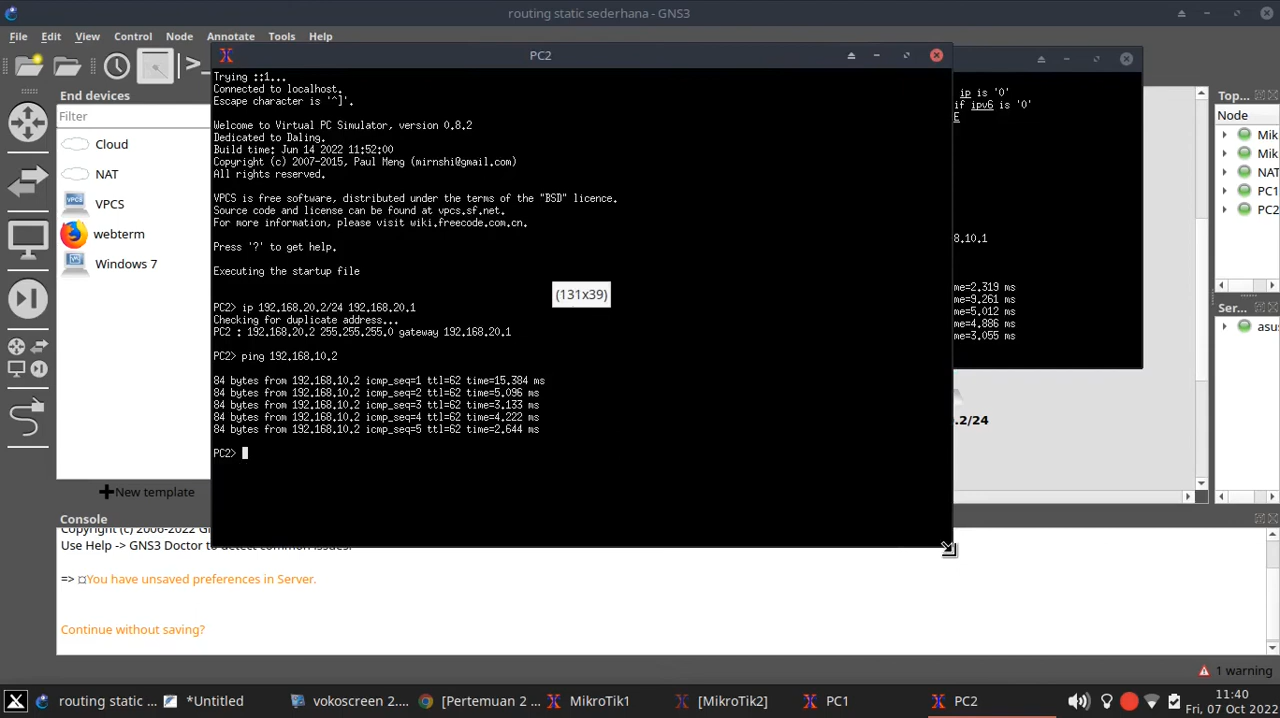 routing static sederhana - GNS3
File Edit View Control Node Annotate Tools Help
End devices
Filter
Cloud
NAT
VPCS
webterm
Windows 7
New template
PC2
Trying ::1...
Connected to localhost.
Escape character is '^]'.
Welcome to Virtual PC Simulator, version 0.8.2
Dedicated to Daling.
Build time: Jun 14 2022 11:52:00
Copyright (c) 2007-2015, Paul Meng (mirnshi@gmail.com)
All rights reserved.
VPCS is free software, distributed under the terms of the "BSD" licence.
Source code and license can be found at vpcs.sf.net.
For more information, please visit wiki.freecode.com.cn.
Press '?' to get help.
Executing the startup file
PC2> ip 192.168.20.2/24 192.168.20.1
Checking for duplicate address...
PC2 : 192.168.20.2 255.255.255.0 gateway 192.168.20.1
PC2> ping 192.168.10.2
84 bytes from 192.168.10.2 icmp_seq=1 ttl=62 time=15.384 ms
84 bytes from 192.168.10.2 icmp_seq=2 ttl=62 time=5.096 ms
84 bytes from 192.168.10.2 icmp_seq=3 ttl=62 time=3.133 ms
84 bytes from 192.168.10.2 icmp_seq=4 ttl=62 time=4.222 ms
84 bytes from 192.168.10.2 icmp_seq=5 ttl=62 time=2.644 ms
PC2>
(131x39)
ip is '0'
if ipv6 is '0'
E
8.10.1
me=2.319 ms
me=9.261 ms
me=5.012 ms
me=4.886 ms
me=3.055 ms
.2/24
Top...
Node
Mik
Mik
NAT
PC1
PC2
Ser...
asus
Console
Copyright (c) 2006-2022 GN
Use Help -> GNS3 Doctor to detect common issues.
=> You have unsaved preferences in Server.
Continue without saving?
1 warning
routing static ... *Untitled vokoscreen 2.... [Pertemuan 2 ... MikroTik1 [MikroTik2] PC1 PC2
11:40
Fri, 07 Oct 2022